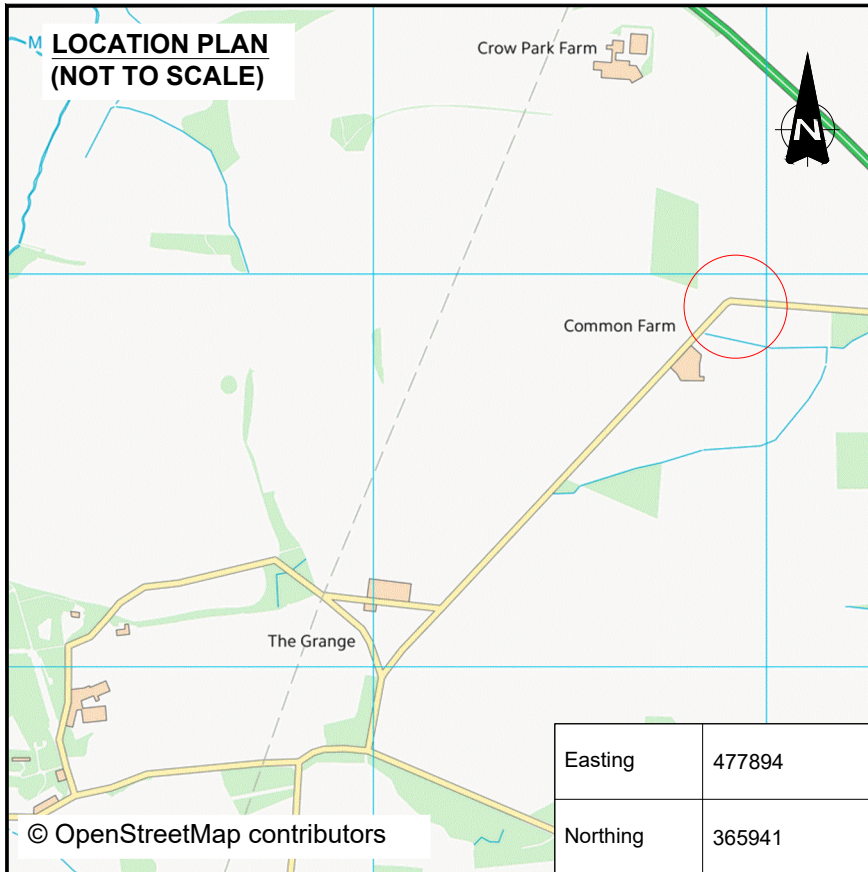 M
LOCATION PLAN
(NOT TO SCALE)
Crow Park Farm
N
Common Farm
The Grange
Easting 477894
Northing 365941
© OpenStreetMap contributors